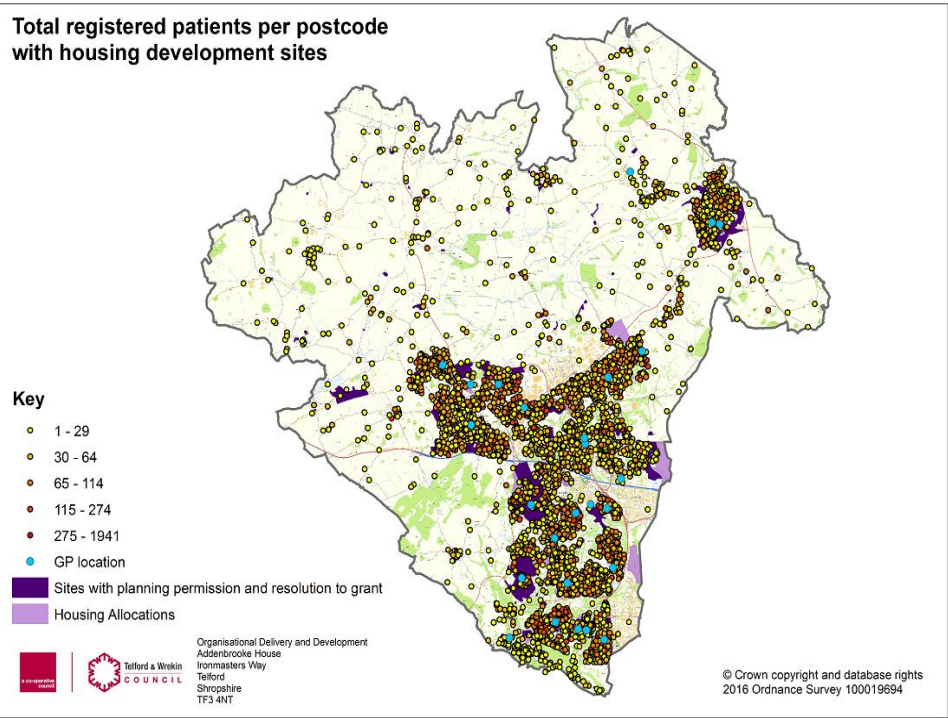 Total registered patients per postcode
with housing development sites
Key
1 - 29
30 - 64
65 - 114
115 - 274
275 - 1941
GP location
Sites with planning permission and resolution to grant
Housing Allocations
a co-operative
council
Telford & Wrekin
COUNCIL
Organisational Delivery and Development
Addenbrooke House
Ironmasters Way
Telford
Shropshire
TF3 4NT
© Crown copyright and database rights
2016 Ordnance Survey 100019694